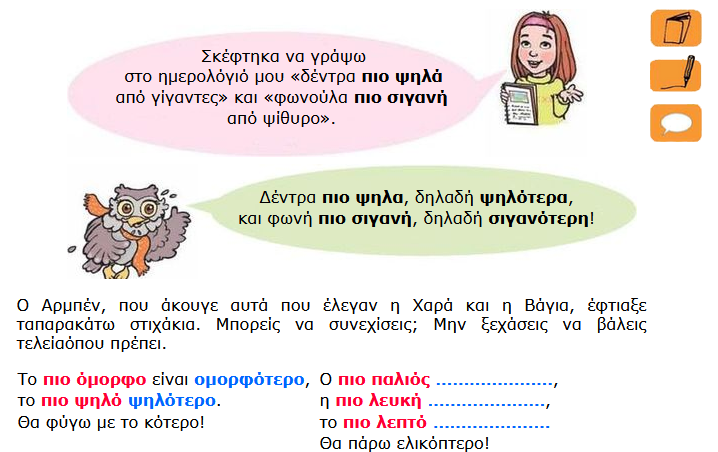 Σκέφτηκα να γράψω
στο ημερολόγιό μου «δέντρα πιο ψηλά
από γίγαντες» και «φωνούλα πιο σιγανή
από ψίθυρο».
Δέντρα πιο ψηλα, δηλαδή ψηλότερα,
και φωνή πιο σιγανή, δηλαδή σιγανότερη!
Ο Αρμπέν, που άκουγε αυτά που έλεγαν η Χαρά και η Βάγια, έφτιαξε
ταπαρακάτω στιχάκια. Μπορείς να συνεχίσεις; Μην ξεχάσεις να βάλεις
τελείαόπου πρέπει.
Το πιο όμορφο είναι ομορφότερο,
το πιο ψηλό ψηλότερο.
Θα φύγω με το κότερο!
Ο πιο παλιός ......................,
η πιο λευκή ......................,
το πιο λεπτό ......................
Θα πάρω ελικόπτερο!